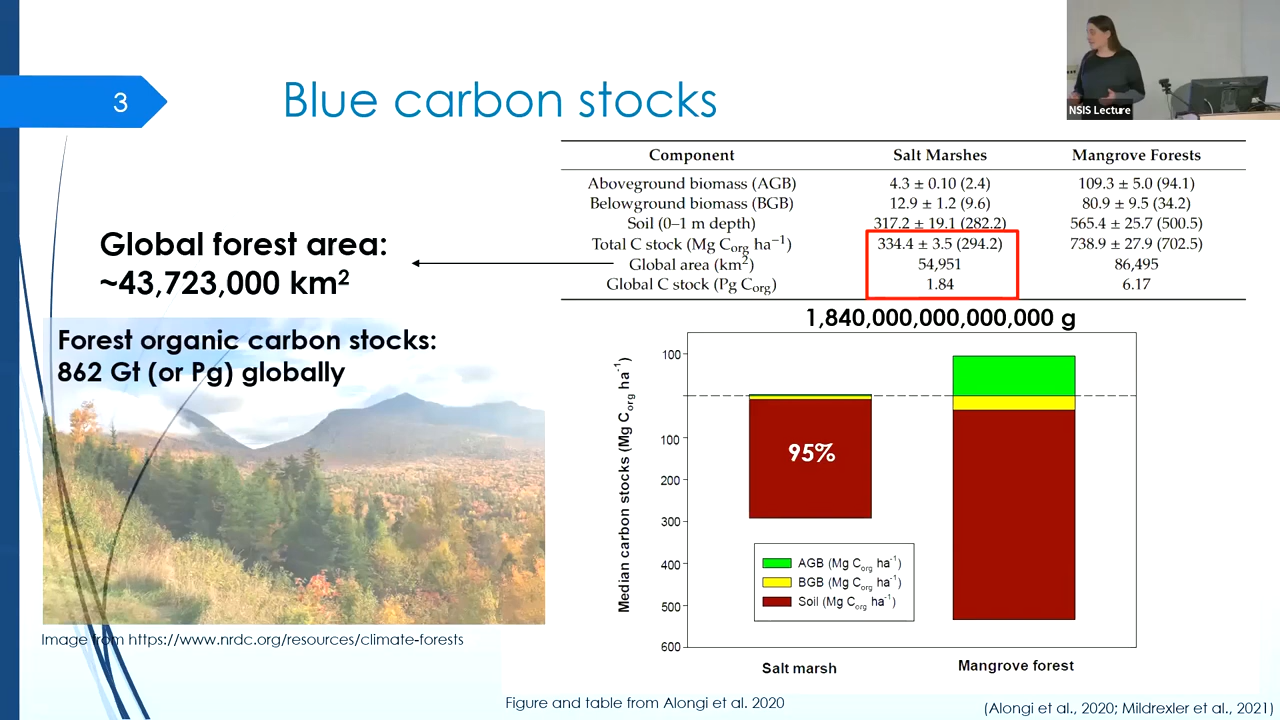 3
Blue carbon stocks
NSIS Lecture
Component Salt Marshes Mangrove Forests
Aboveground biomass (AGB) 4.3 ± 0.10 (2.4) 109.3 ± 5.0 (94.1)
Belowground biomass (BGB) 12.9 ± 1.2 (9.6) 80.9 ± 9.5 (34.2)
Soil (0–1 m depth) 317.2 ± 19.1 (282.2) 565.4 ± 25.7 (500.5)
Total C stock (Mg Corg ha⁻¹) 334.4 ± 3.5 (294.2) 738.9 ± 27.9 (702.5)
Global area (km²) 54,951 86,495
Global C stock (Pg Corg) 1.84 6.17
Global forest area:
~43,723,000 km²
1,840,000,000,000,000 g
Forest organic carbon stocks:
862 Gt (or Pg) globally
Median carbon stocks (Mg Corg ha⁻¹)
100
100
200
300
400
500
600
95%
AGB (Mg Corg ha⁻¹)
BGB (Mg Corg ha⁻¹)
Soil (Mg Corg ha⁻¹)
Salt marsh
Mangrove forest
Image from https://www.nrdc.org/resources/climate-forests
Figure and table from Alongi et al. 2020
(Alongi et al., 2020; Mildrexler et al., 2021)